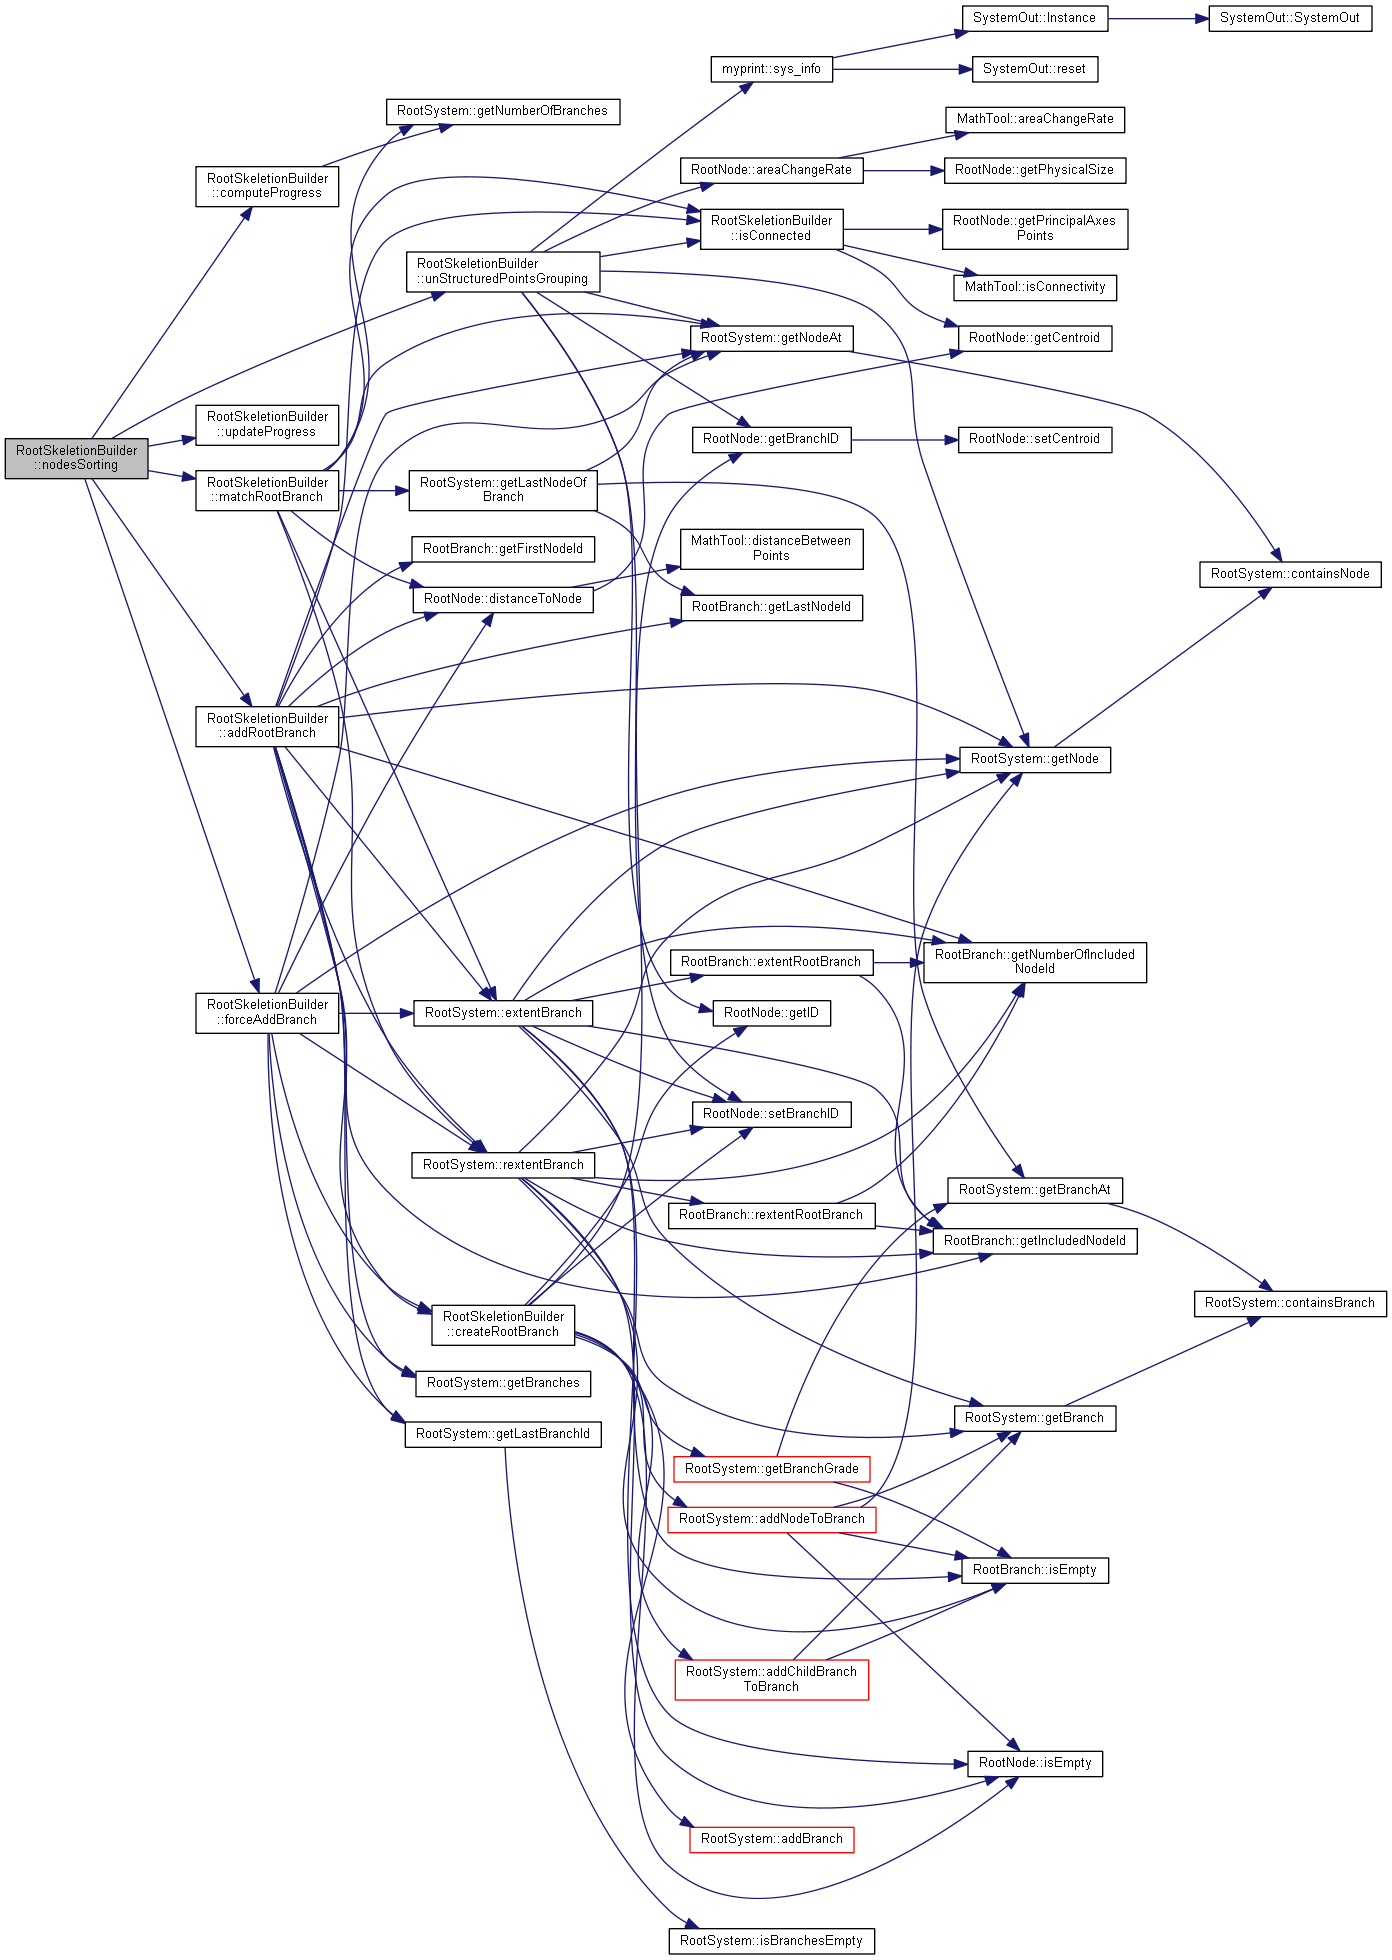 SystemOut::Instance
SystemOut::SystemOut
myprint::sys_info
SystemOut::reset
RootSystem::getNumberOfBranches
MathTool::areaChangeRate
RootSkeletionBuilder
::computeProgress
RootNode::areaChangeRate
RootNode::getPhysicalSize
RootSkeletionBuilder
::isConnected
RootNode::getPrincipalAxes
Points
RootSkeletionBuilder
::unStructuredPointsGrouping
MathTool::isConnectivity
RootSystem::getNodeAt
RootNode::getCentroid
RootSkeletionBuilder
::updateProgress
RootNode::getBranchID
RootNode::setCentroid
RootSkeletionBuilder
::nodesSorting
RootSkeletionBuilder
::matchRootBranch
RootSystem::getLastNodeOf
Branch
RootBranch::getFirstNodeId
MathTool::distanceBetween
Points
RootSystem::containsNode
RootNode::distanceToNode
RootBranch::getLastNodeId
RootSkeletionBuilder
::addRootBranch
RootSystem::getNode
RootBranch::extentRootBranch
RootBranch::getNumberOfIncluded
NodeId
RootSkeletionBuilder
::forceAddBranch
RootSystem::extentBranch
RootNode::getID
RootNode::setBranchID
RootSystem::rextentBranch
RootSystem::getBranchAt
RootBranch::rextentRootBranch
RootBranch::getIncludedNodeId
RootSystem::containsBranch
RootSkeletionBuilder
::createRootBranch
RootSystem::getBranches
RootSystem::getBranch
RootSystem::getLastBranchId
RootSystem::getBranchGrade
RootSystem::addNodeToBranch
RootBranch::isEmpty
RootSystem::addChildBranch
ToBranch
RootNode::isEmpty
RootSystem::addBranch
RootSystem::isBranchesEmpty